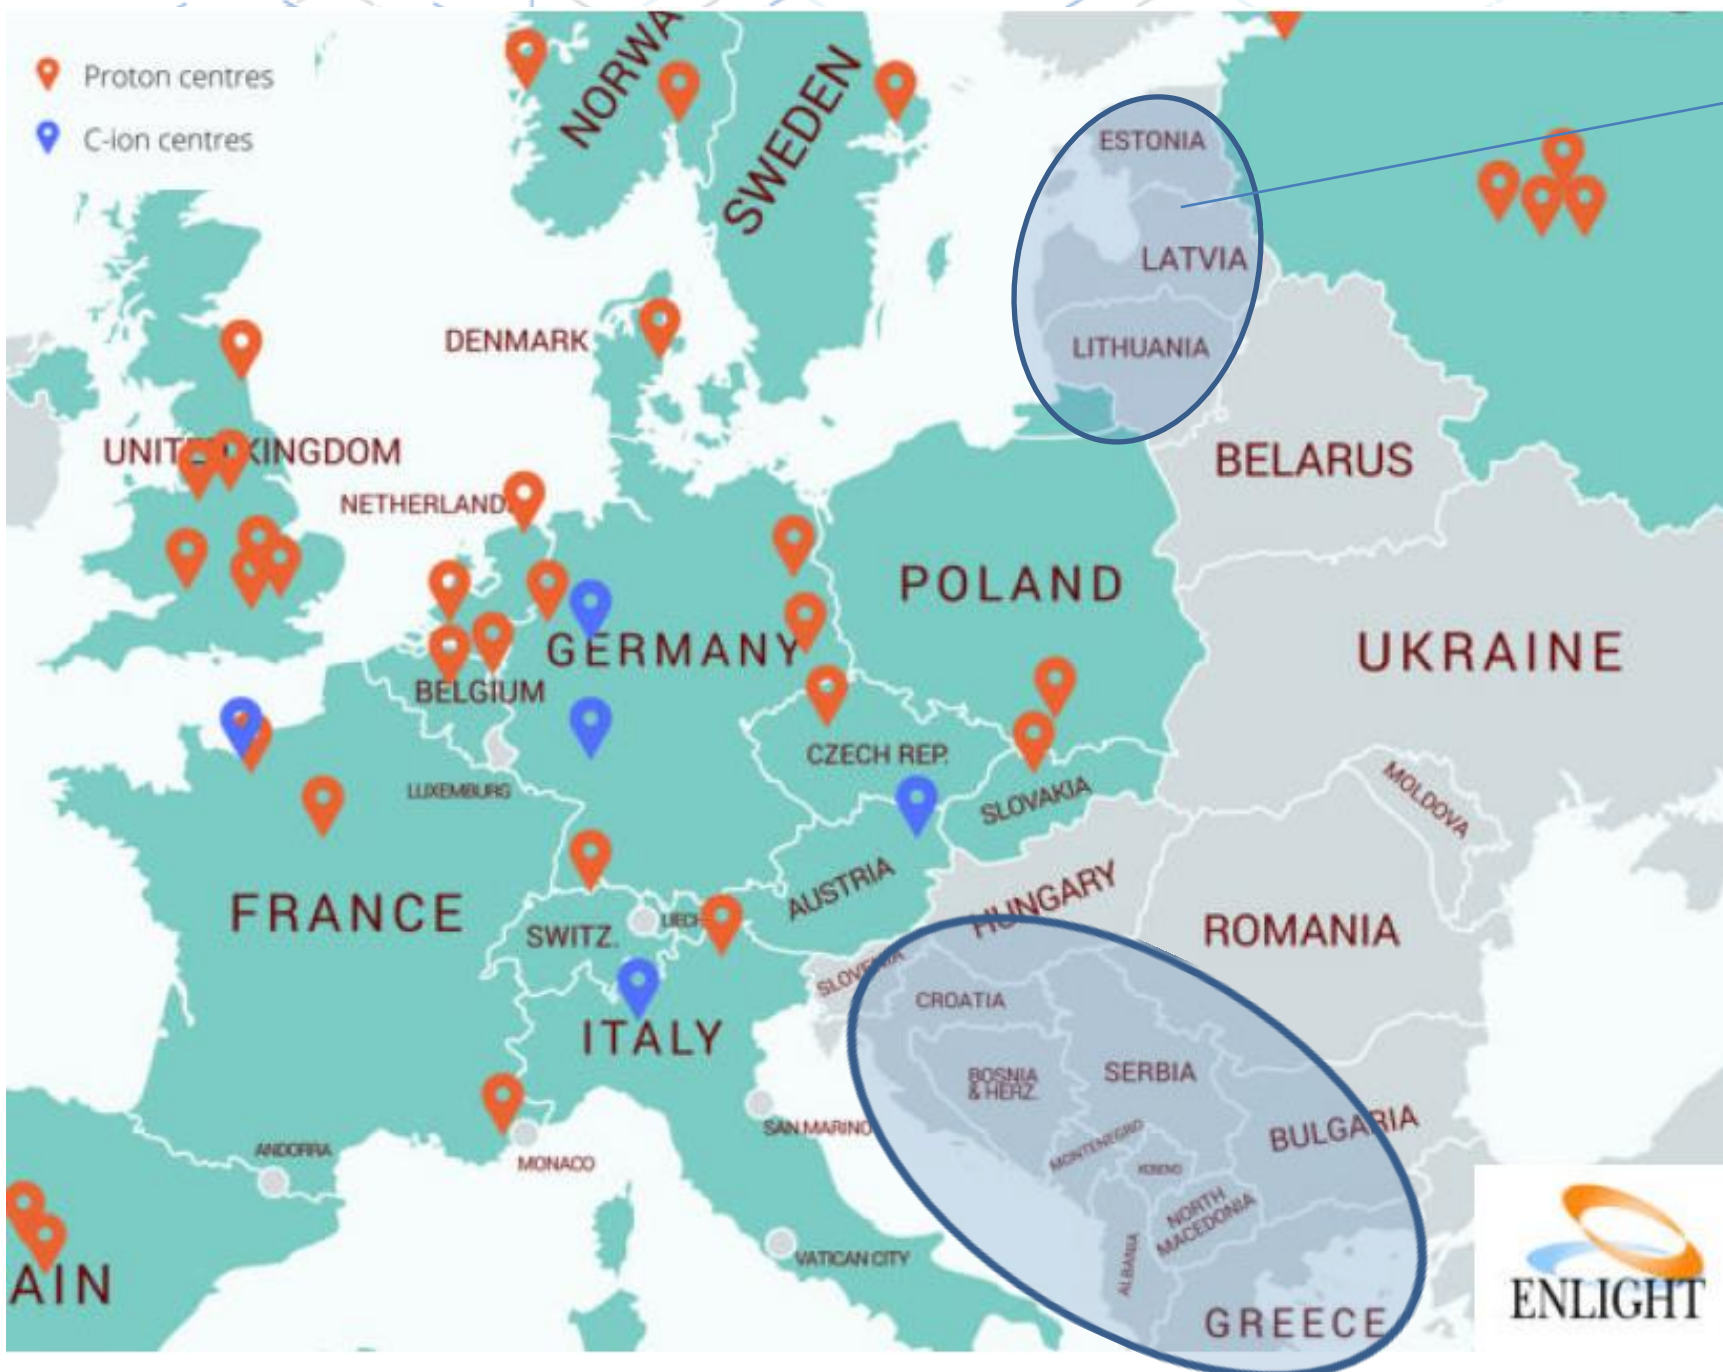 Proton centres
C-ion centres
NORWA
SWEDEN
ESTONIA
LATVIA
LITHUANIA
DENMARK
UNITED KINGDOM
NETHERLAND
BELARUS
POLAND
GERMANY
UKRAINE
BELGIUM
CZECH REP.
LUXEMBURG
SLOVAKIA
MOLDOVA
AUSTRIA
HUNGARY
FRANCE
SWITZ.
LIECH
ROMANIA
SLOVENIA
CROATIA
ITALY
BOSNIA
& HERZ.
SERBIA
SAN MARINO
MONTENEGRO
BULGARIA
ANDORRA
MONACO
KOSOVO
NORTH
MACEDONIA
VATICAN CITY
ALBANIA
AIN
GREECE
ENLIGHT